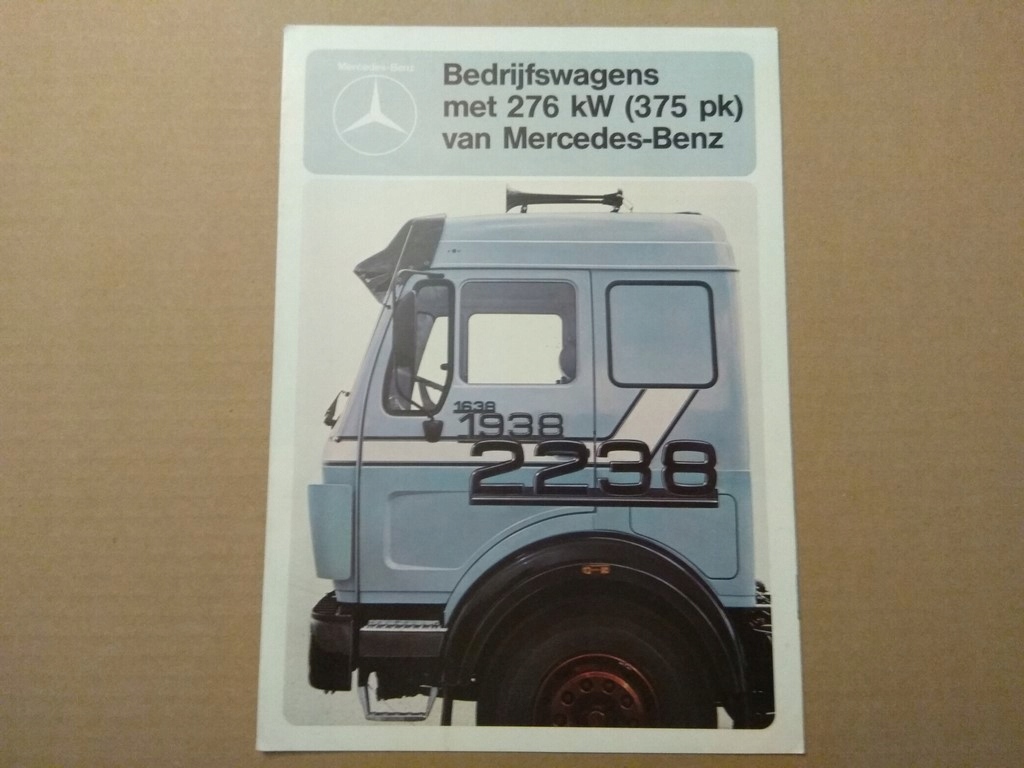 Mercedes-Benz
Bedrijfswagens
met 276 kW (375 pk)
van Mercedes-Benz
1638
1938
2238